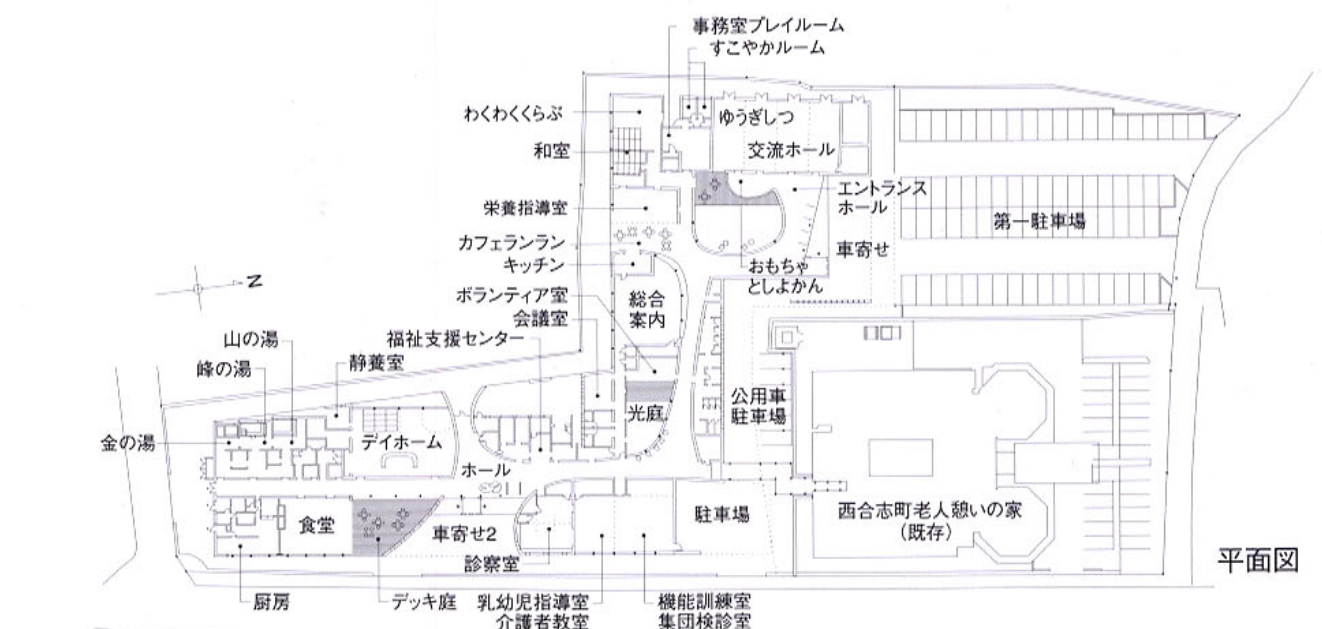 事務室プレイルーム
すこやかルーム
わくわくくらぶ
ゆうぎしつ
和室
交流ホール
エントランス
ホール
栄養指導室
第一駐車場
カフェランラン
車寄せ
キッチン
おもちゃ
としよかん
N
ボランティア室
総合
案内
会議室
福祉支援センター
山の湯
静養室
峰の湯
公用車
駐車場
光庭
金の湯
デイホーム
ホール
駐車場
西合志町老人憩いの家
(既存)
食堂
車寄せ2
診察室
平面図
厨房
デッキ庭
乳幼児指導室
介護者教室
機能訓練室
集団検診室